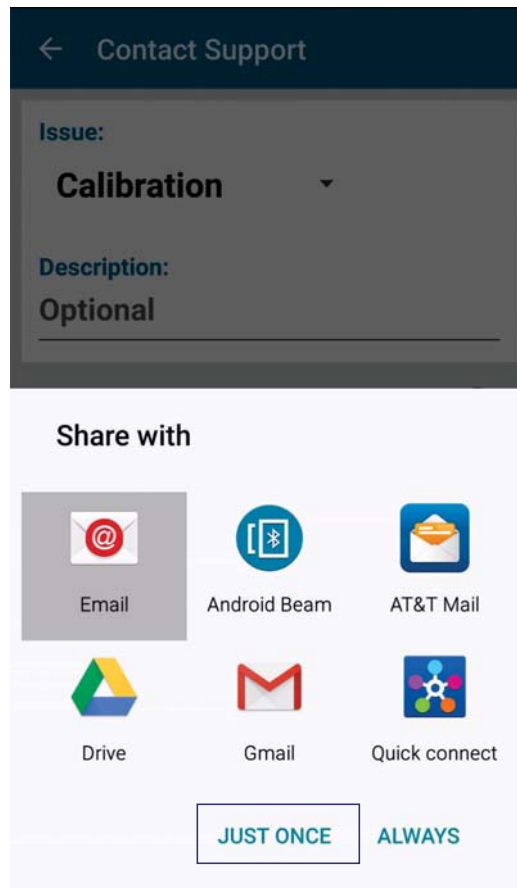 Contact Support
Issue:
Calibration
Description:
Optional
Share with
@
Email
Android Beam
AT&T Mail
Drive
Gmail
Quick connect
JUST ONCE
ALWAYS